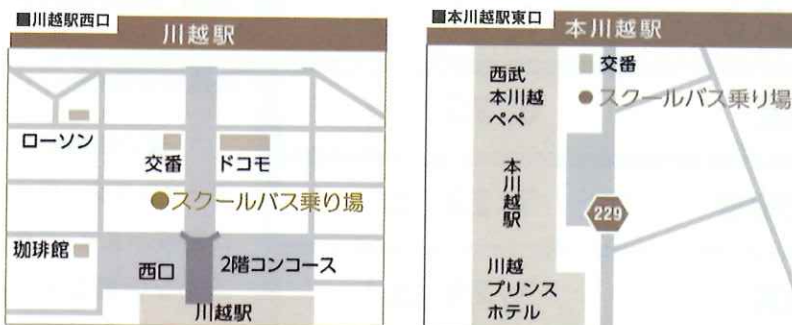 ■川越駅西口
川越駅
ローソン
交番
ドコモ
●スクールバス乗り場
珈琲館
西口
2階コンコース
川越駅
■本川越駅東口
本川越駅
西武
本川越
ペペ
交番
●スクールバス乗り場
本川越駅
229
川越
プリンス
ホテル